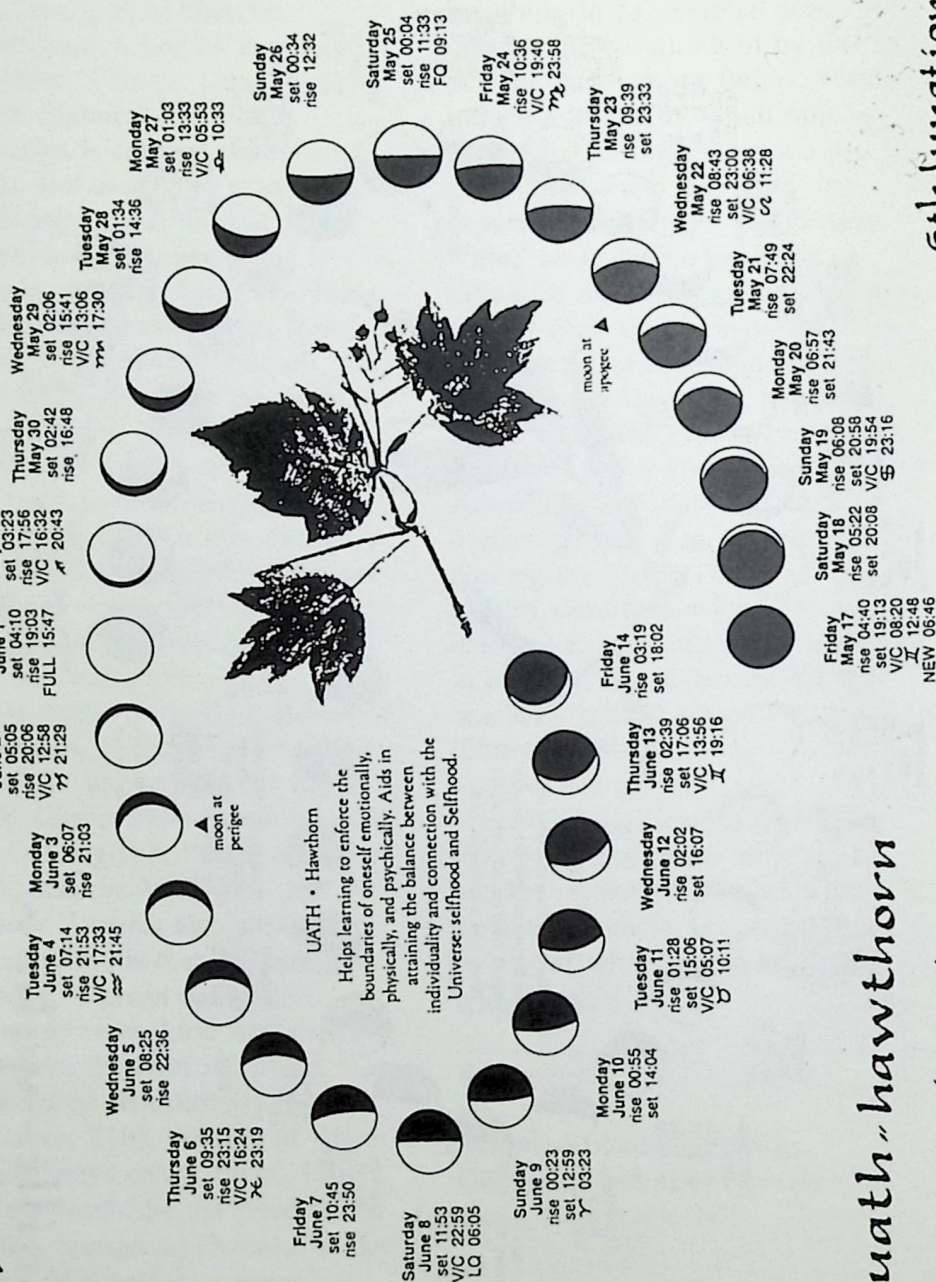 Friday
May 17
rise 04:40
set 19:13
V/C 08:20
♊ 12:48
NEW 06:46
Saturday
May 18
rise 05:22
set 20:08
Sunday
May 19
rise 06:08
set 20:58
V/C 19:54
♋ 23:16
Monday
May 20
rise 06:57
set 21:43
Tuesday
May 21
rise 07:49
set 22:24
moon at
apogee
Wednesday
May 22
rise 08:43
set 23:00
V/C 06:38
♌ 11:28
Thursday
May 23
rise 09:39
set 23:33
Friday
May 24
rise 10:36
V/C 19:40
♍ 23:58
Saturday
May 25
set 00:04
rise 11:33
FQ 09:13
Sunday
May 26
set 00:34
rise 12:32
Monday
May 27
set 01:03
rise 13:33
V/C 05:53
♎ 10:33
Tuesday
May 28
set 01:34
rise 14:36
Wednesday
May 29
set 02:06
rise 15:41
V/C 13:06
♏ 17:30
Thursday
May 30
set 02:42
rise 16:48
set 03:23
rise 17:56
V/C 16:32
♐ 20:43
set 04:10
rise 19:03
FULL 15:47
set 05:05
rise 20:06
V/C 12:58
♑ 21:29
Monday
June 3
set 06:07
rise 21:03
moon at
perigee
Tuesday
June 4
set 07:14
rise 21:53
V/C 17:33
♒ 21:45
Wednesday
June 5
set 08:25
rise 22:36
Thursday
June 6
set 09:35
rise 23:15
V/C 16:24
♓ 23:19
Friday
June 7
set 10:45
rise 23:50
Saturday
June 8
set 11:53
V/C 22:59
LQ 06:05
Sunday
June 9
rise 00:23
set 12:59
♈ 03:23
Monday
June 10
rise 00:55
set 14:04
Tuesday
June 11
rise 01:28
set 15:06
V/C 05:07
♉ 10:11
Wednesday
June 12
rise 02:02
set 16:07
Thursday
June 13
rise 02:39
set 17:06
V/C 13:56
♊ 19:16
Friday
June 14
rise 03:19
set 18:02
UATH • Hawthorn
Helps learning to enforce the
boundaries of oneself emotionally,
physically, and psychically. Aids in
attaining the balance between
individuality and connection with the
Universe: selfhood and Selfhood.
uath ~ hawthorn